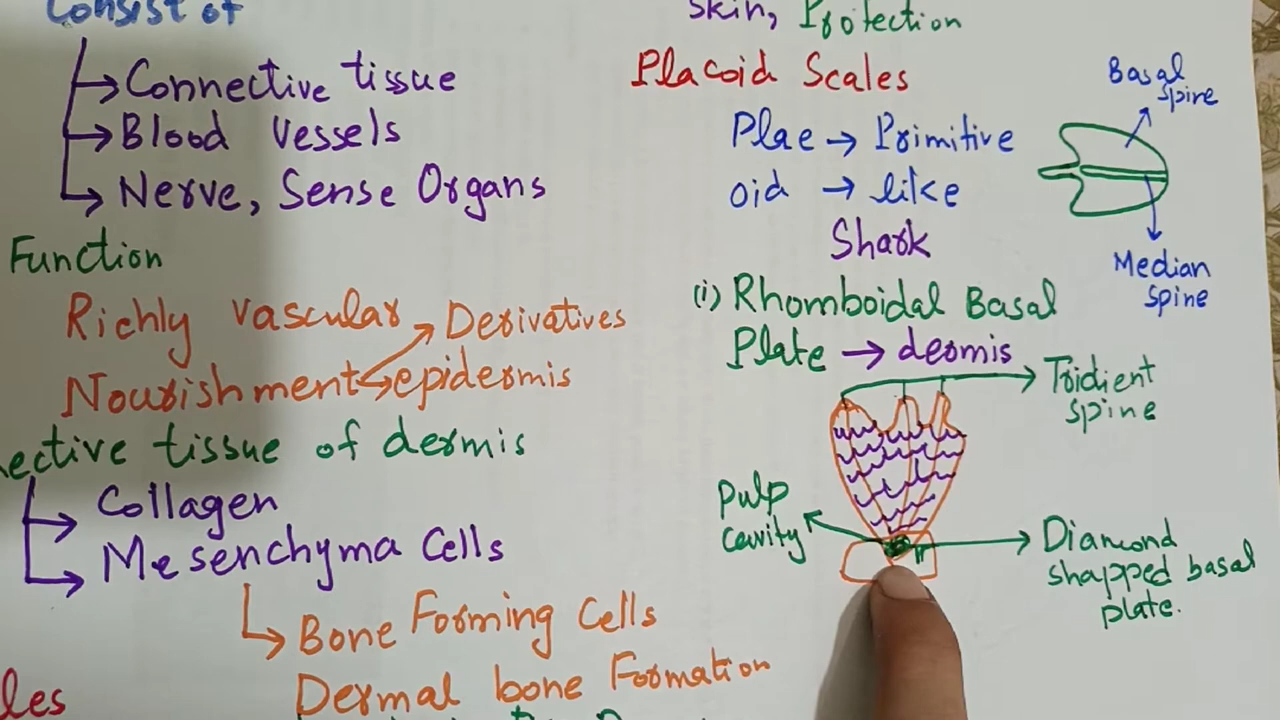 Consist of
Connective tissue
Blood Vessels
Nerve, Sense Organs
Function
Richly vascular
Derivatives
Nourishment
epidermis
ective tissue of dermis
Collagen
Mesenchyma Cells
Bone Forming Cells
Dermal bone Formation
les
Skin, Protection
Placoid Scales
Plae → Primitive
oid → like
Shark
(i) Rhomboidal Basal
Plate → dermis
Basal
spire
Median
spine
Tridient
spine
Pulp
cavity
Diamond
shapped basal
plate.